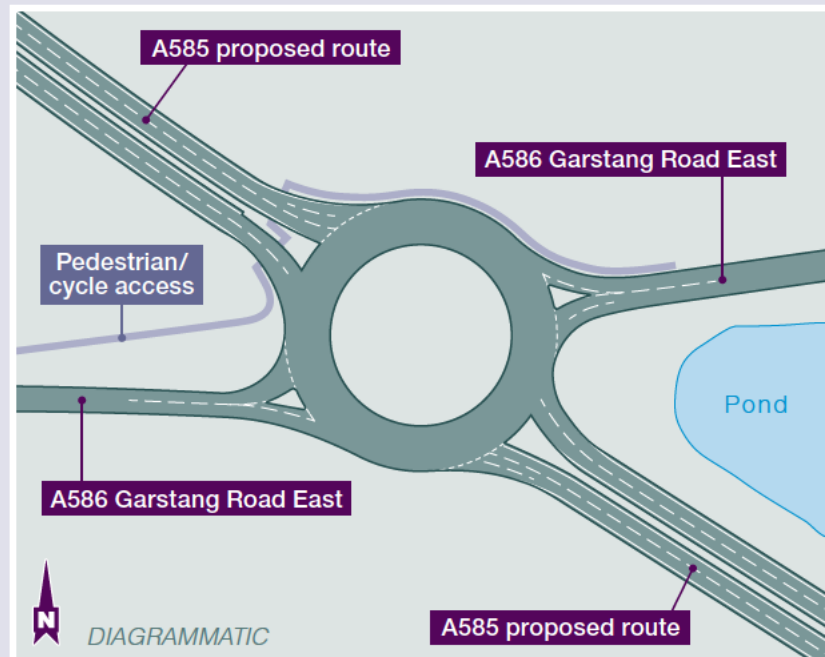 A585 proposed route
A586 Garstang Road East
Pedestrian/
cycle access
Pond
A586 Garstang Road East
A585 proposed route
N
DIAGRAMMATIC